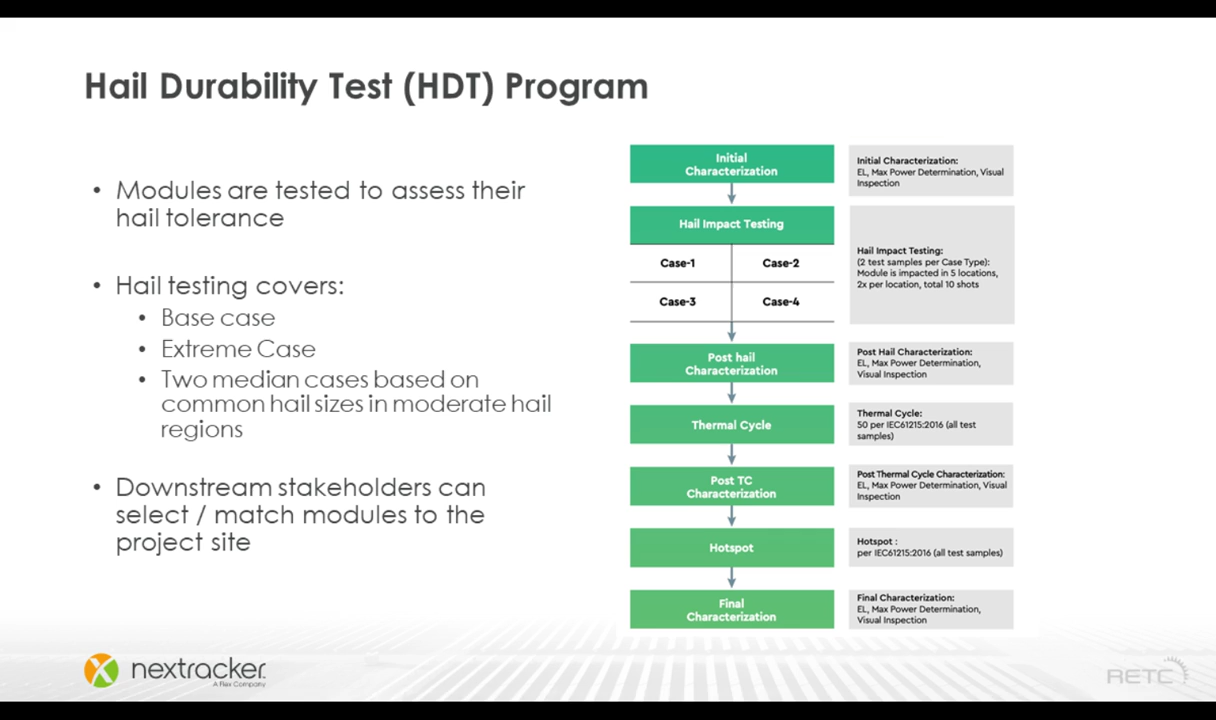 Hail Durability Test (HDT) Program
• Modules are tested to assess their
hail tolerance
• Hail testing covers:
• Base case
• Extreme Case
• Two median cases based on
common hail sizes in moderate hail
regions
• Downstream stakeholders can
select / match modules to the
project site
Initial
Characterization
Initial Characterization:
EL, Max Power Determination, Visual
Inspection
Hail Impact Testing
Case-1
Case-2
Case-3
Case-4
Hail Impact Testing:
(2 test samples per Case Type):
Module is impacted in 5 locations,
2x per location, total 10 shots
Post hail
Characterization
Post Hail Characterization:
EL, Max Power Determination,
Visual Inspection
Thermal Cycle
Thermal Cycle:
50 per IEC61215:2016 (all test
samples)
Post TC
Characterization
Post Thermal Cycle Characterization:
EL, Max Power Determination, Visual
Inspection
Hotspot
Hotspot :
per IEC61215:2016 (all test samples)
Final
Characterization
Final Characterization:
EL, Max Power Determination,
Visual Inspection
nextracker.
A Flex Company
RETC